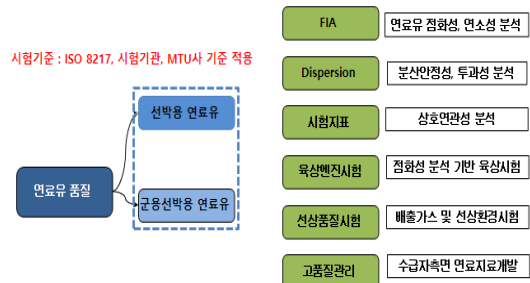 시험기준 : ISO 8217, 시험기관, MTU사 기준 적용
연료유 품질
선박용 연료유
군용선박용 연료유
FIA
연료유 점화성, 연소성 분석
Dispersion
분산안정성, 투과성 분석
시험지표
상호연관성 분석
육상엔진시험
점화성 분석 기반 육상시험
선상품질시험
배출가스 및 선상환경시험
고품질관리
수급자측면 연료지료개발